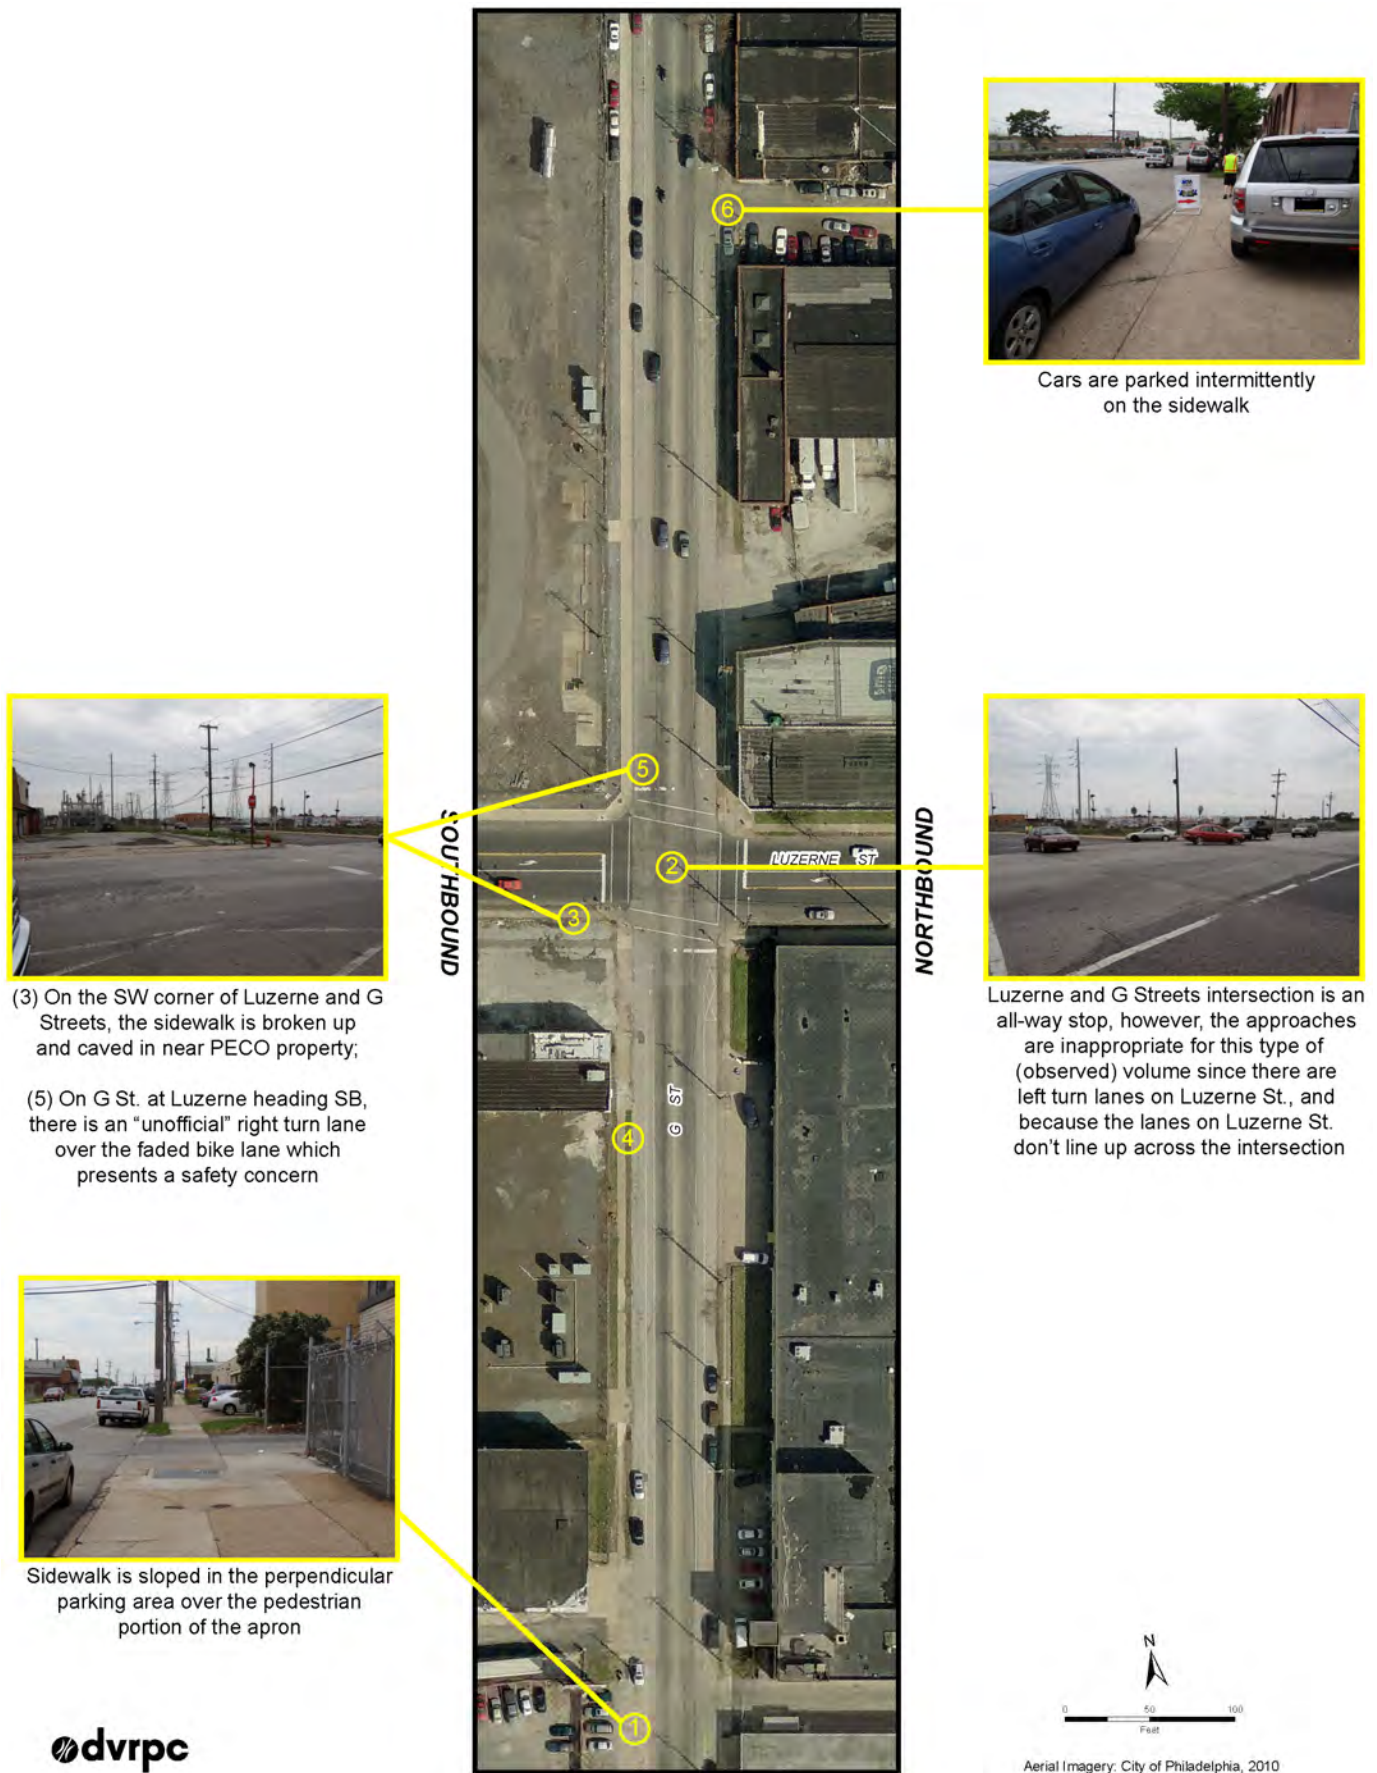 6
Cars are parked intermittently
on the sidewalk
5
SOUTHBOUND
NORTHBOUND
LUZERNE ST
2
3
(3) On the SW corner of Luzerne and G
Streets, the sidewalk is broken up
and caved in near PECO property;
(5) On G St. at Luzerne heading SB,
there is an "unofficial" right turn lane
over the faded bike lane which
presents a safety concern
Luzerne and G Streets intersection is an
all-way stop, however, the approaches
are inappropriate for this type of
(observed) volume since there are
left turn lanes on Luzerne St., and
because the lanes on Luzerne St.
don't line up across the intersection
G ST
4
Sidewalk is sloped in the perpendicular
parking area over the pedestrian
portion of the apron
1
N
0 50 100
Feet
dvrpc
Aerial Imagery: City of Philadelphia, 2010